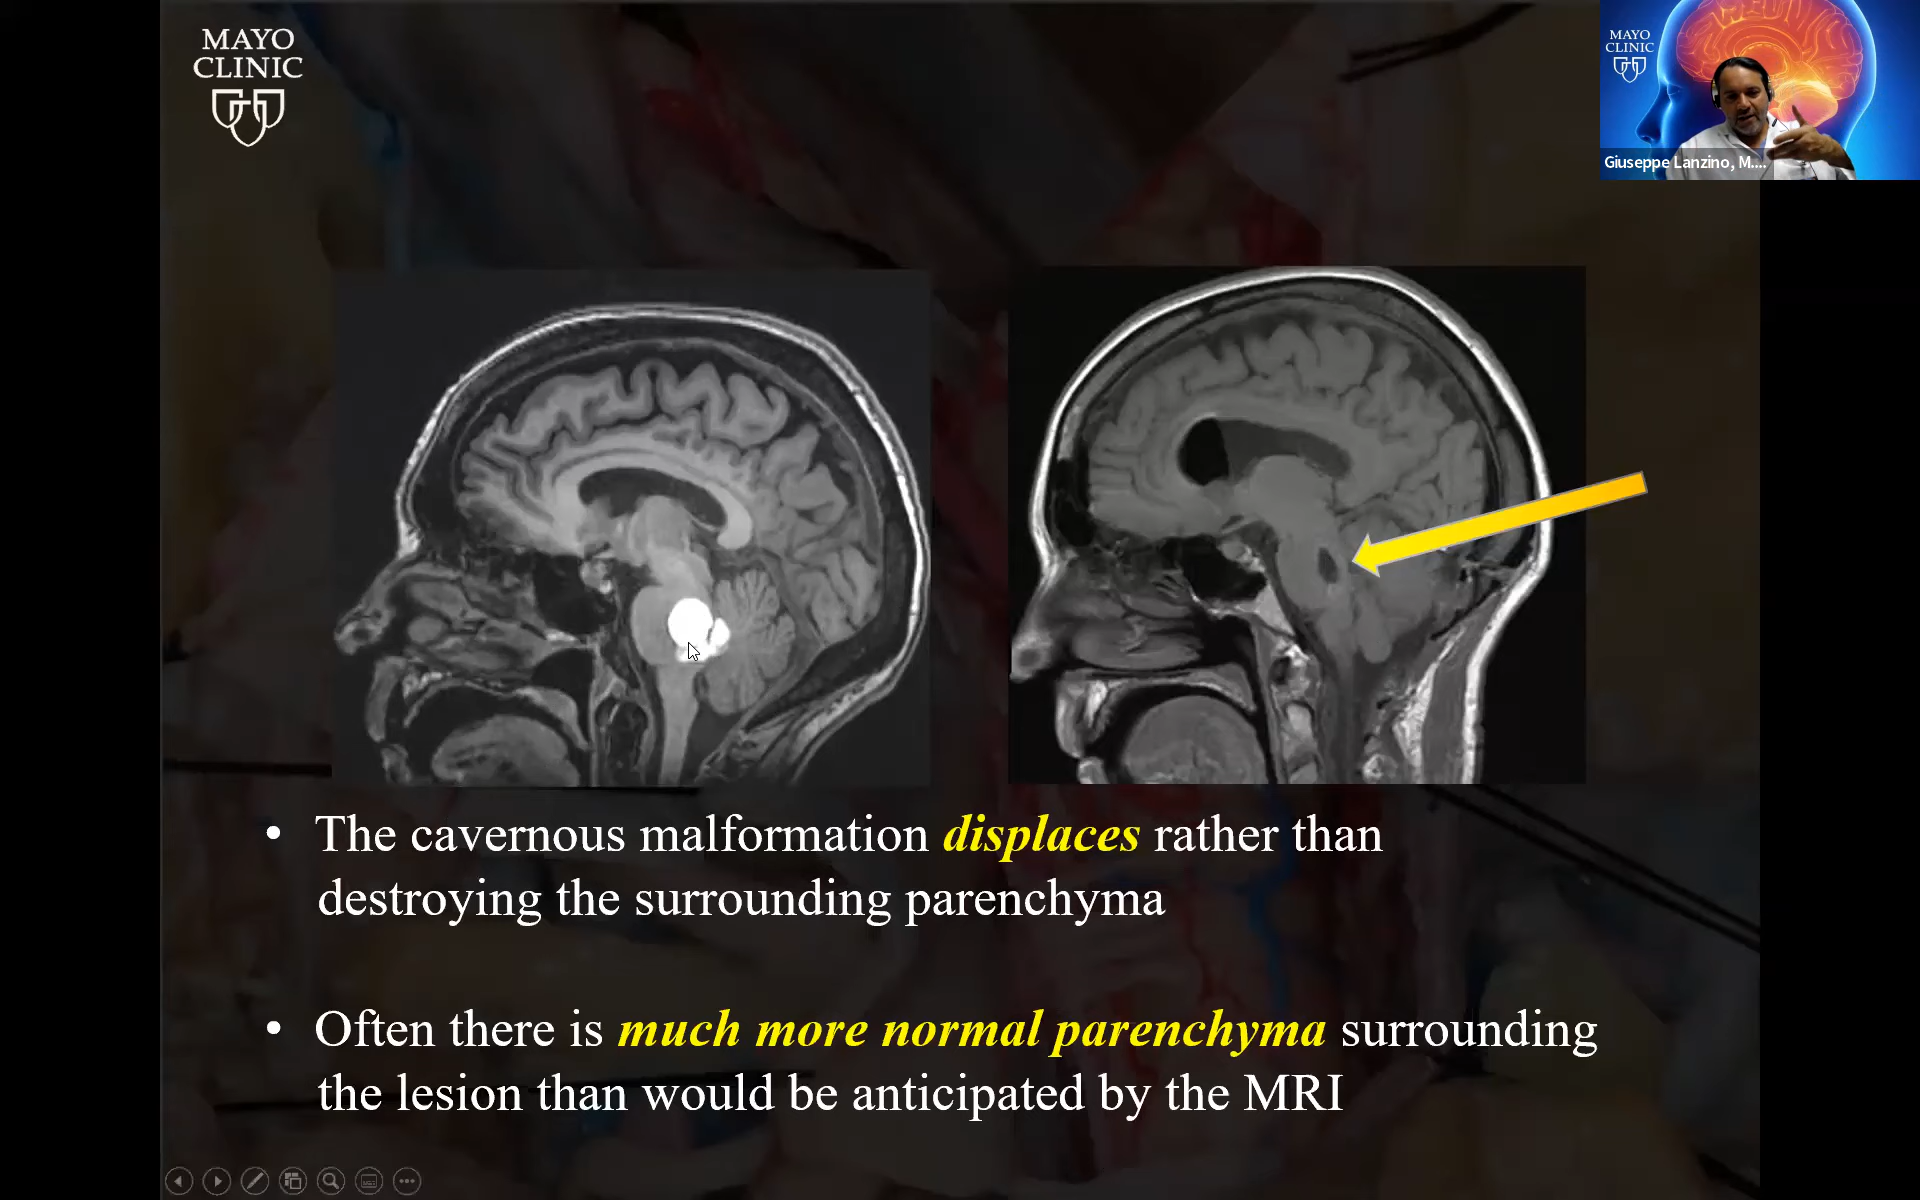 MAYO
CLINIC
MAYO
CLINIC
Giuseppe Lanzino, M....
• The cavernous malformation displaces rather than
destroying the surrounding parenchyma
• Often there is much more normal parenchyma surrounding
the lesion than would be anticipated by the MRI